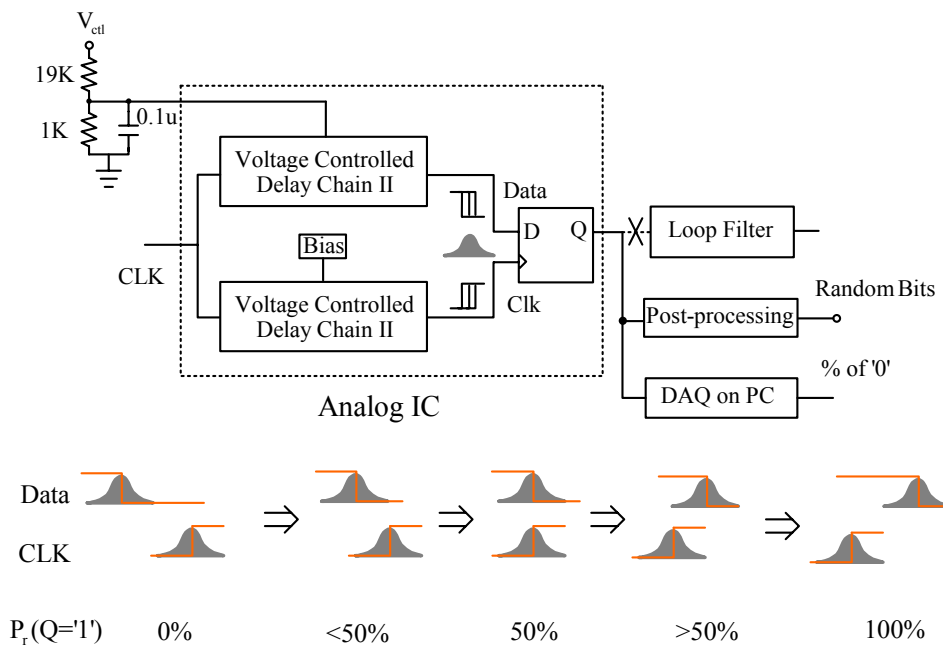 V_ctl
19K
1K
0.1u
Voltage Controlled
Delay Chain II
Data
D Q
Bias
CLK
Clk
Voltage Controlled
Delay Chain II
Loop Filter
Random Bits
Post-processing
% of '0'
DAQ on PC
Analog IC
Data
CLK
P_r(Q='1') 0% <50% 50% >50% 100%